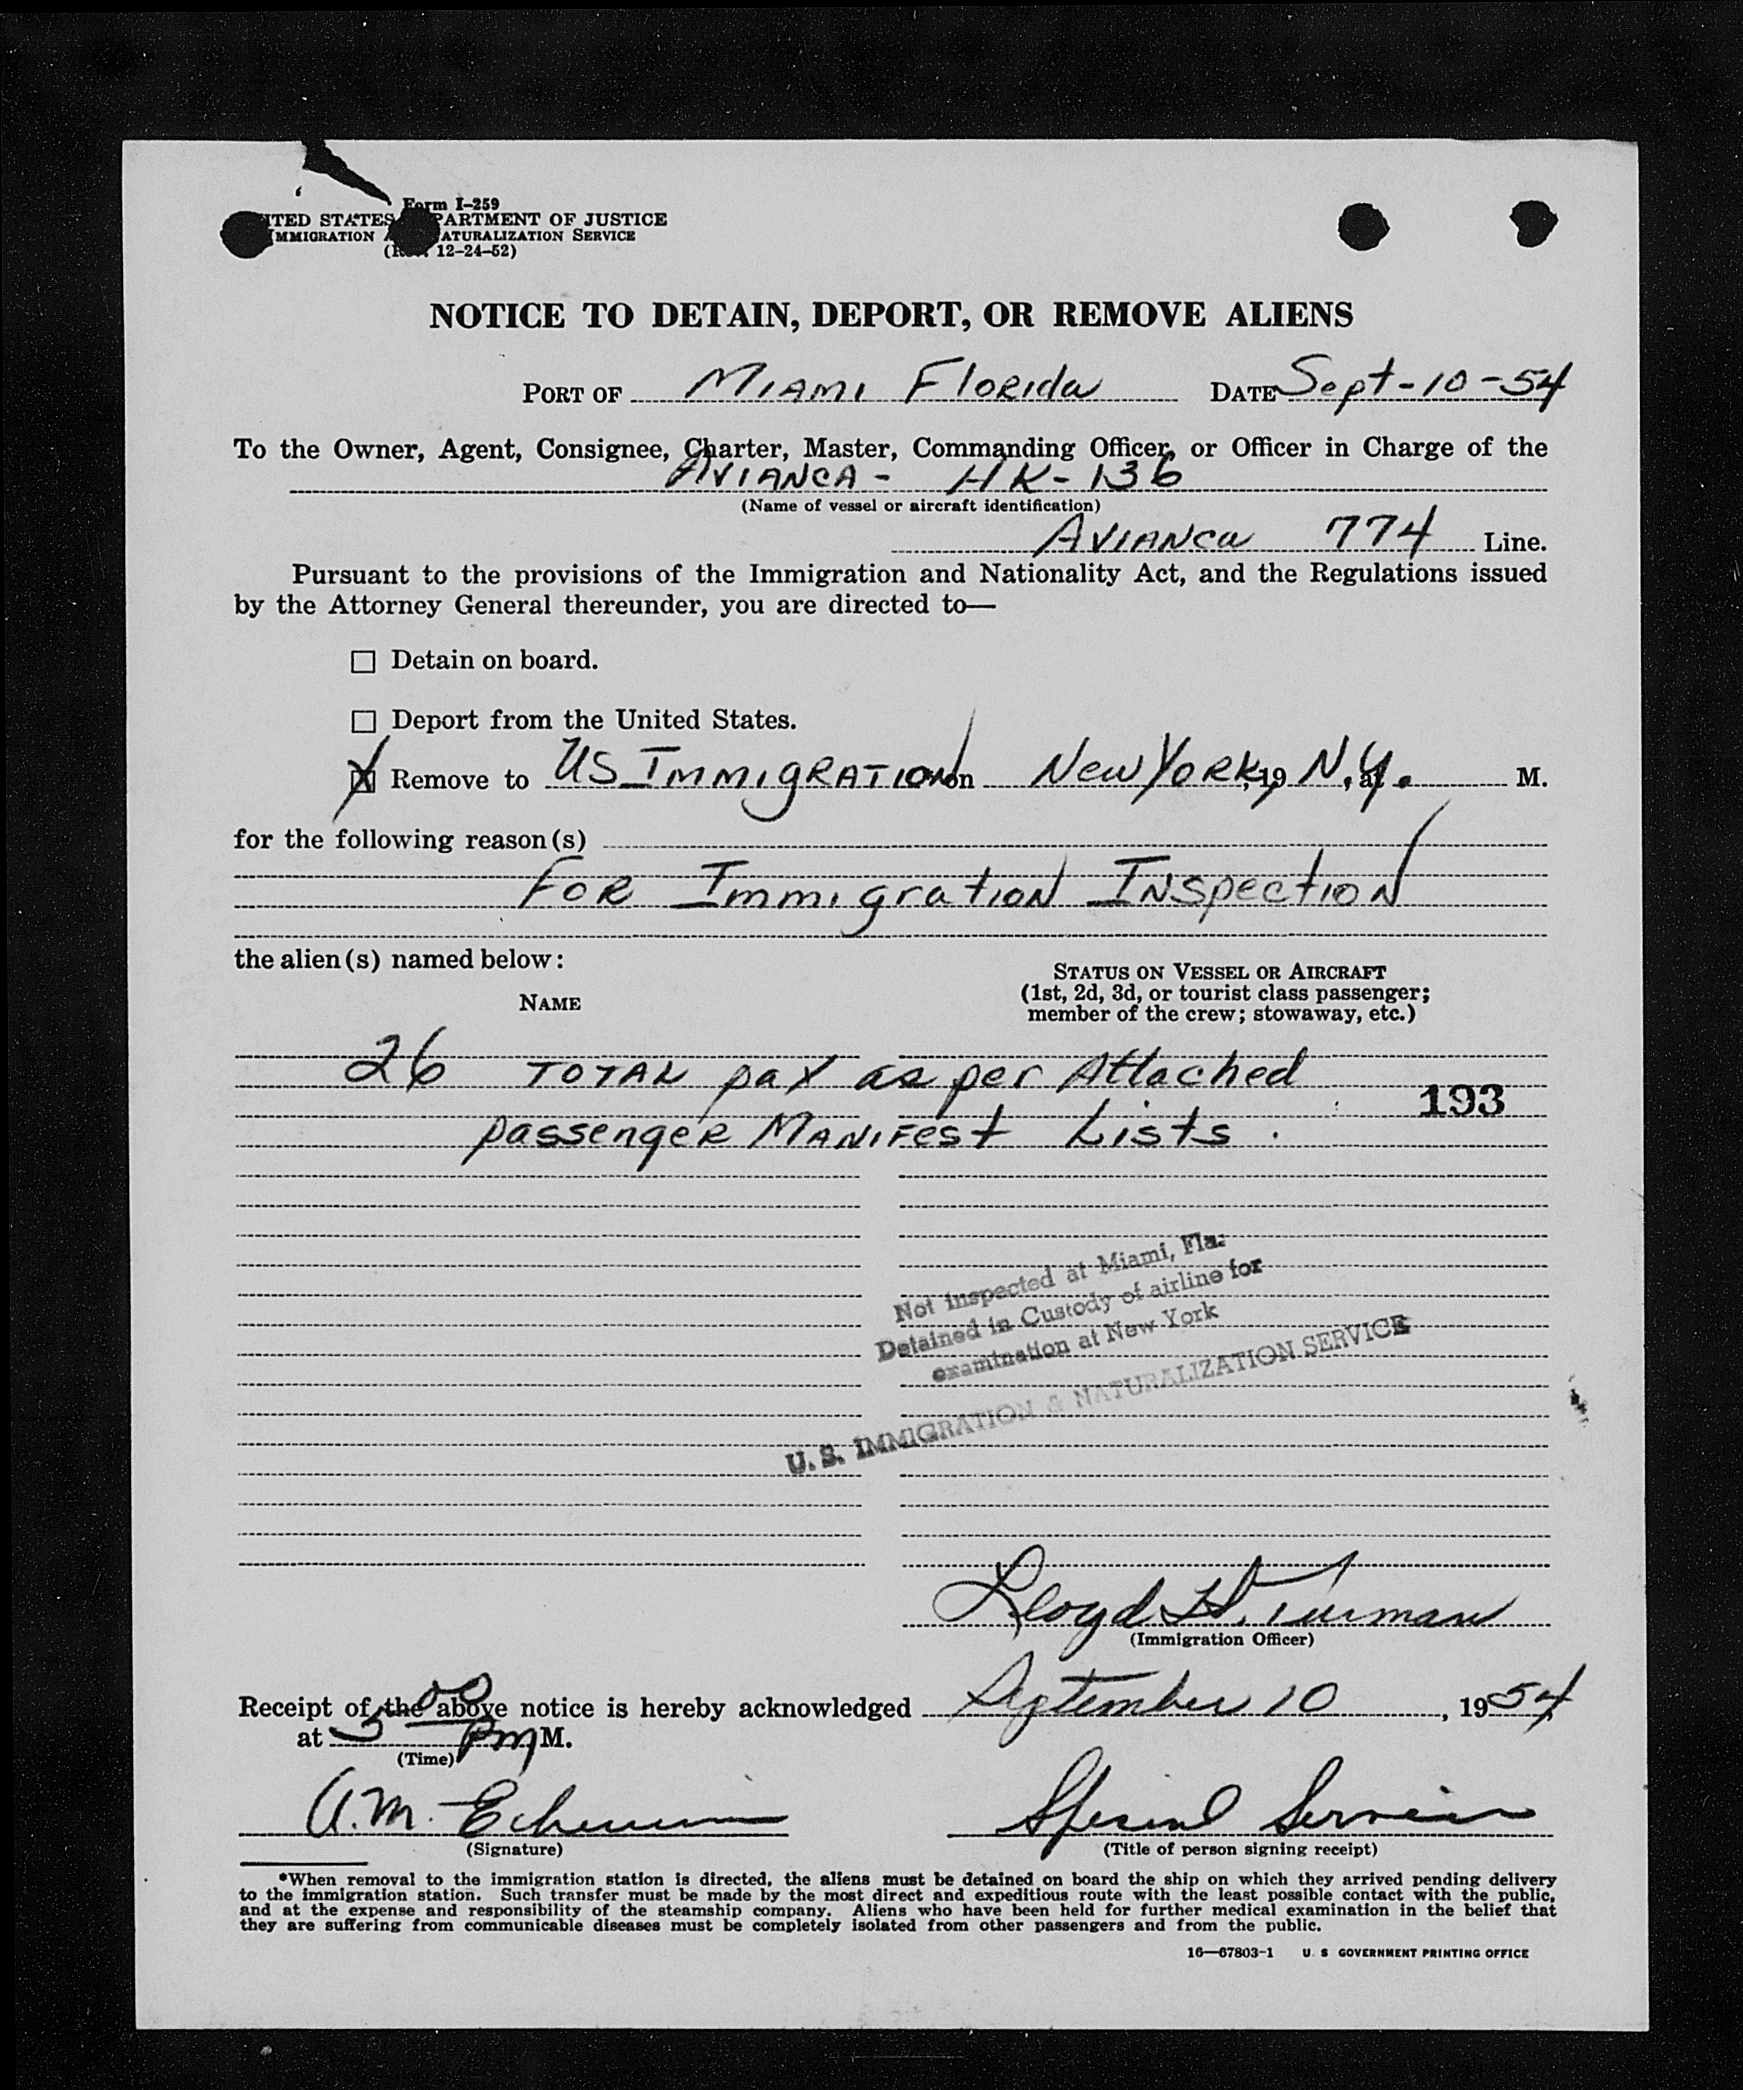 Form I-259
ITED STATES PARTMENT OF JUSTICE
IMMIGRATION ATURALIZATION SERVICE
12-24-52)
NOTICE TO DETAIN, DEPORT, OR REMOVE ALIENS
PORT OF MIAMI FLORIDa DATE Sept-10-54
To the Owner, Agent, Consignee, Charter, Master, Commanding Officer, or Officer in Charge of the
AVIANCA - HK-136
(Name of vessel or aircraft identification)
AVIANCa 774 Line.
Pursuant to the provisions of the Immigration and Nationality Act, and the Regulations issued
by the Attorney General thereunder, you are directed to—
☐ Detain on board.
☐ Deport from the United States.
☒ Remove to US IMMIGRATION on New YORK, 19 N.Y. at M.
for the following reason(s)
FOR Immigration INSpection
the alien(s) named below:
STATUS ON VESSEL OR AIRCRAFT
(1st, 2d, 3d, or tourist class passenger;
member of the crew; stowaway, etc.)
NAME
26 TOTAL pax as per Attached
193
passenger MANIFest Lists.
Not inspected at Miami, Fla.
Detained in Custody of airline for
examination at New York
U. S. IMMIGRATION & NATURALIZATION SERVICE
Lloyd H. Turman
(Immigration Officer)
Receipt of the above notice is hereby acknowledged September 10, 1954
at 5 00 pm M.
(Time)
M.
(Signature)
Special Services
(Title of person signing receipt)
*When removal to the immigration station is directed, the aliens must be detained on board the ship on which they arrived pending delivery
to the immigration station. Such transfer must be made by the most direct and expeditious route with the least possible contact with the public,
and at the expense and responsibility of the steamship company. Aliens who have been held for further medical examination in the belief that
they are suffering from communicable diseases must be completely isolated from other passengers and from the public.
16—67803-1 U. S GOVERNMENT PRINTING OFFICE